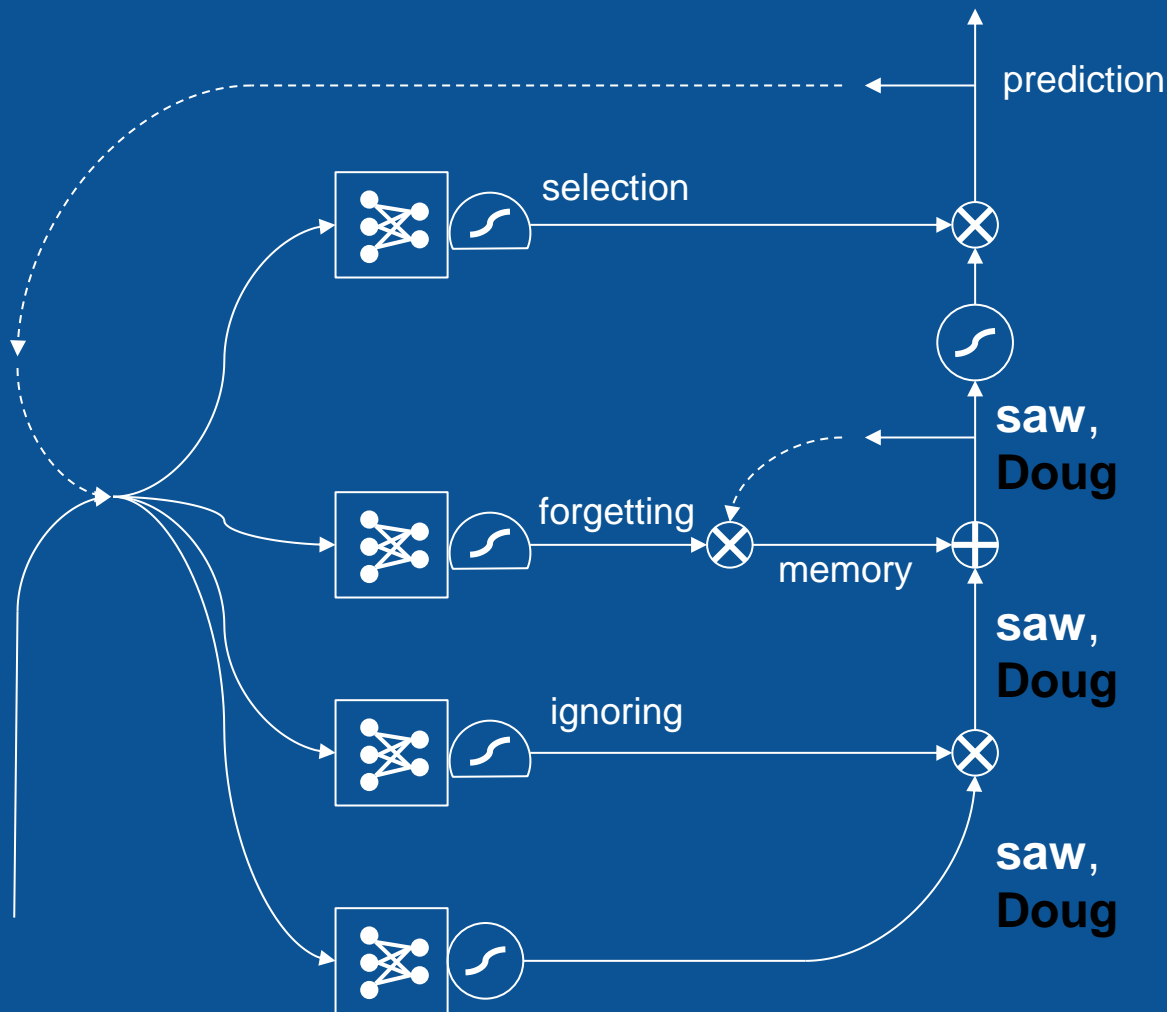 prediction
selection
saw,
Doug
forgetting
memory
saw,
Doug
ignoring
saw,
Doug